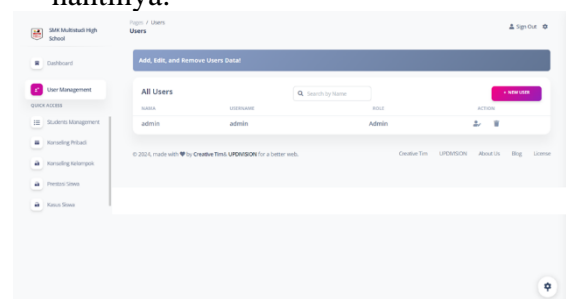 nantinya.
SMK Multistudi High School
Pages / Users
Users
Sign Out
Dashboard
User Management
QUICK ACCESS
Students Management
Konseling Pribadi
Konseling Kelompok
Prestasi Siswa
Kasus Siswa
Add, Edit, and Remove Users Data!
All Users
Search by Name
+ NEW USER
NAMA USERNAME ROLE ACTION
admin admin Admin
© 2024, made with by Creative Tim& UPDIVISION for a better web.
Creative Tim UPDIVISION About Us Blog License